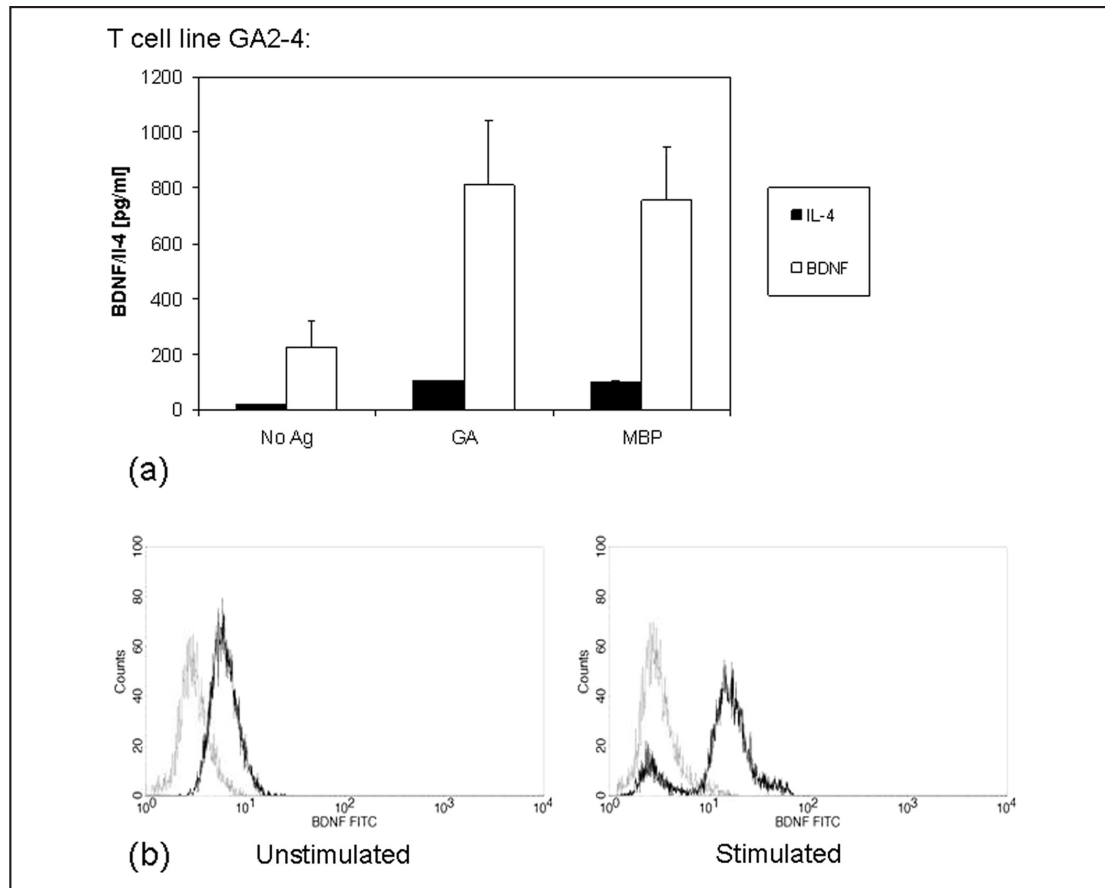 T cell line GA2-4:
1200
1000
800
600
400
200
0
BDNF/Il-4 [pg/ml]
No Ag GA MBP
IL-4
BDNF
(a)
100
80
60
40
20
0
Counts
10^0 10^1 10^2 10^3 10^4
BDNF FITC
100
80
60
40
20
0
Counts
10^0 10^1 10^2 10^3 10^4
BDNF FITC
(b) Unstimulated Stimulated